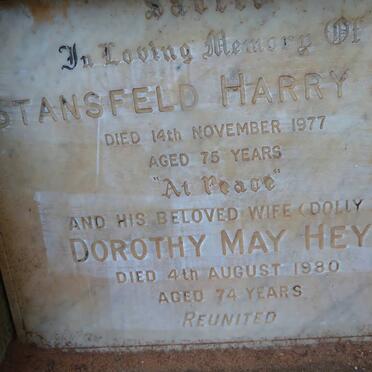 In Loving Memory Of
STANSFELD HARRY
DIED 14th NOVEMBER 1977
AGED 75 YEARS
"At Peace"
AND HIS BELOVED WIFE (DOLLY
DOROTHY MAY HEY
DIED 4th AUGUST 1980
AGED 74 YEARS
REUNITED